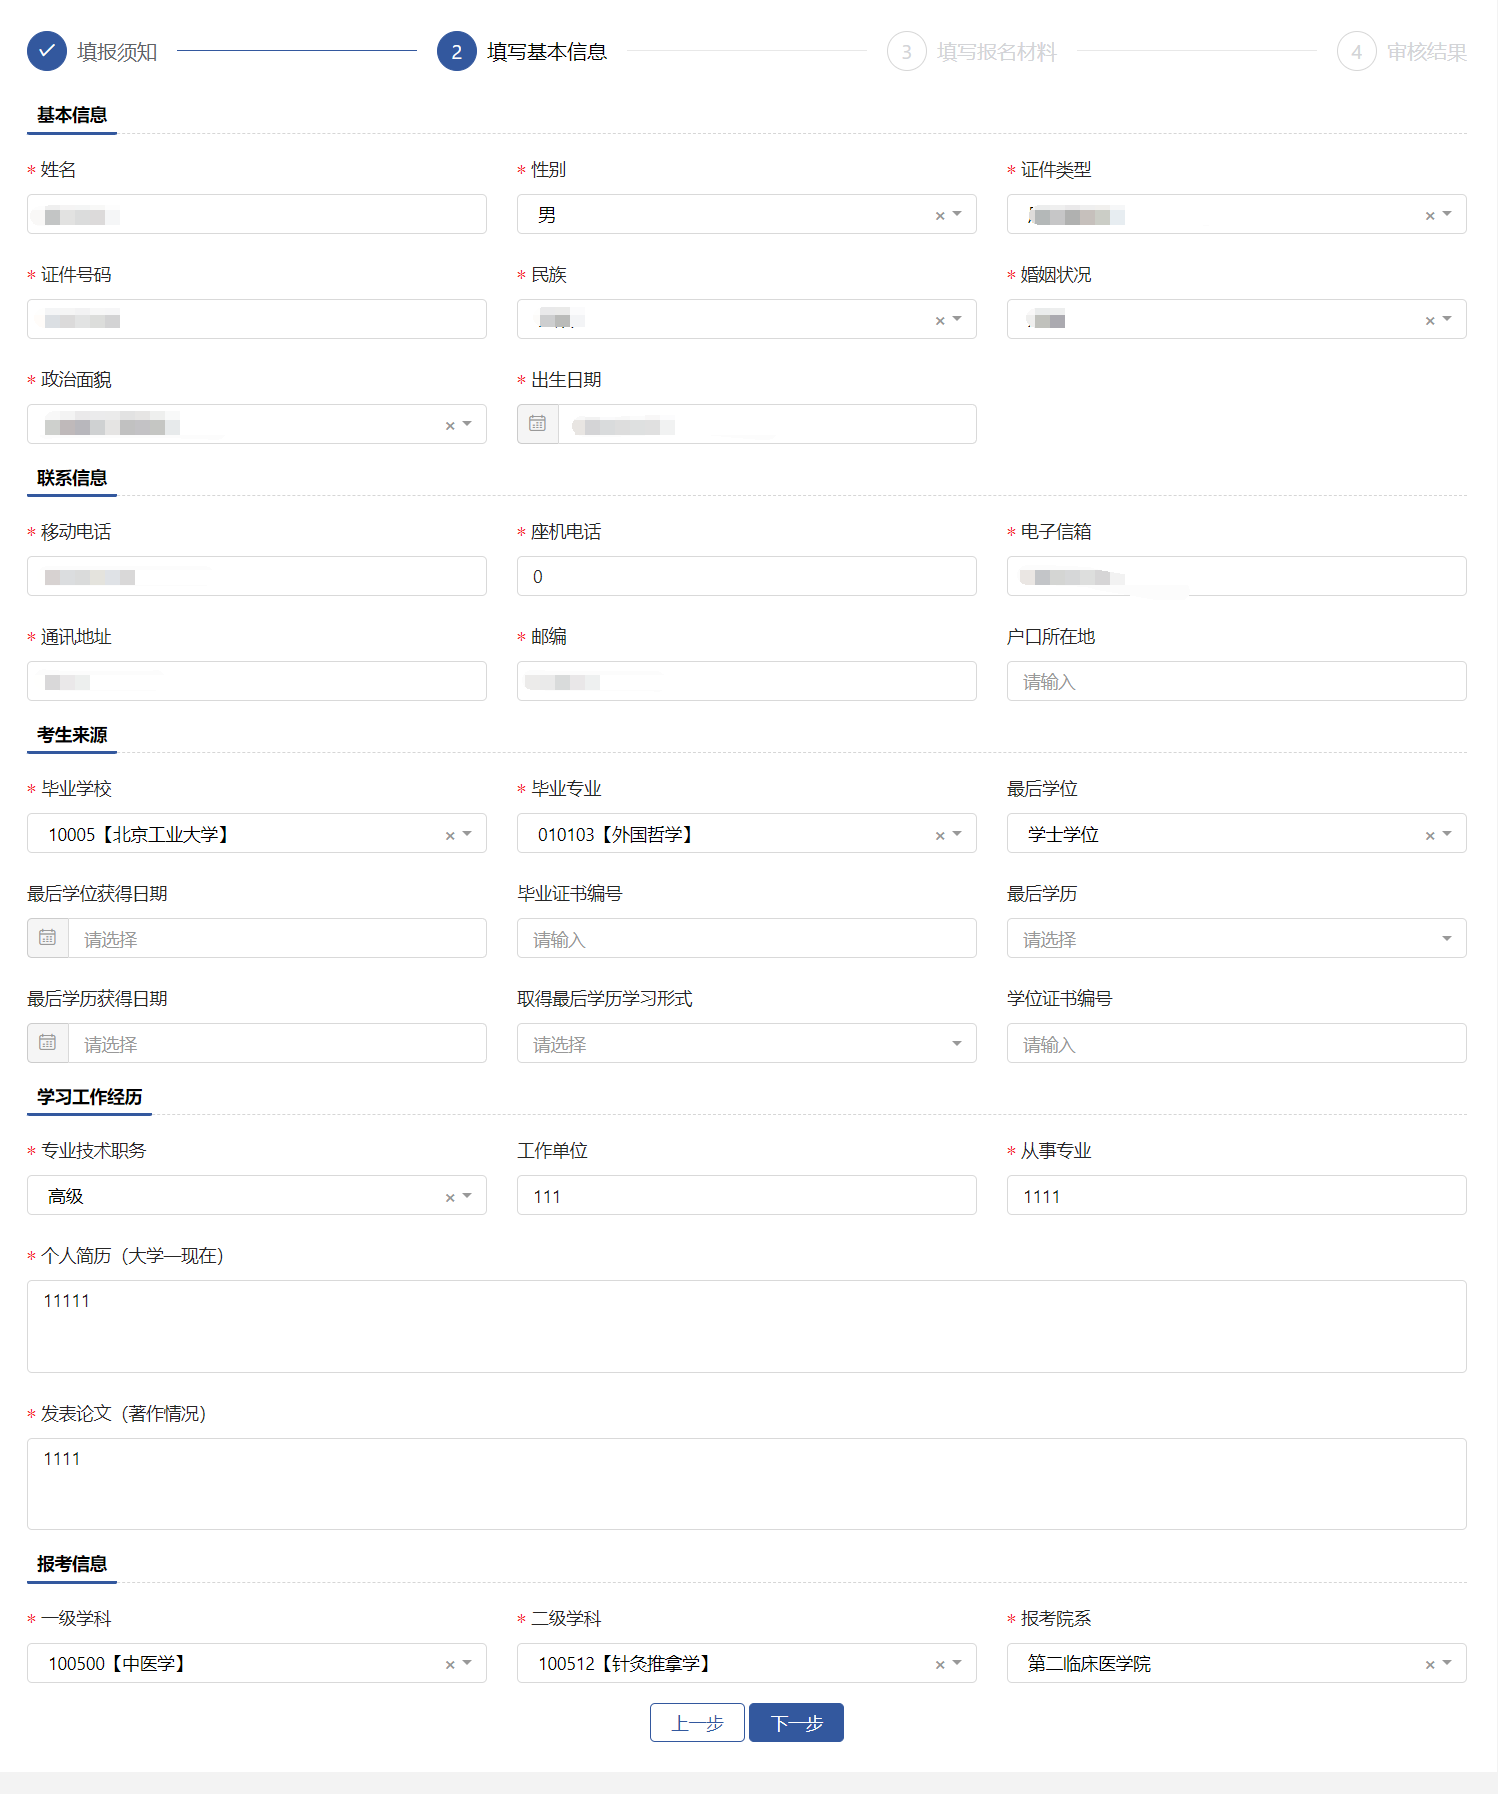 填报须知 2 填写基本信息 3 填写报名材料 4 审核结果
基本信息
* 姓名 * 性别 * 证件类型
男 ×
* 证件号码 * 民族 * 婚姻状况
* 政治面貌 * 出生日期
联系信息
* 移动电话 * 座机电话 * 电子信箱
0
* 通讯地址 * 邮编 户口所在地
请输入
考生来源
* 毕业学校 * 毕业专业 最后学位
10005【北京工业大学】 × 010103【外国哲学】 × 学士学位 ×
最后学位获得日期 毕业证书编号 最后学历
请选择 请输入 请选择
最后学历获得日期 取得最后学历学习形式 学位证书编号
请选择 请选择 请输入
学习工作经历
* 专业技术职务 工作单位 * 从事专业
高级 × 111 1111
* 个人简历（大学—现在）
11111
* 发表论文（著作情况）
1111
报考信息
* 一级学科 * 二级学科 * 报考院系
100500【中医学】 × 100512【针灸推拿学】 × 第二临床医学院 ×
上一步 下一步